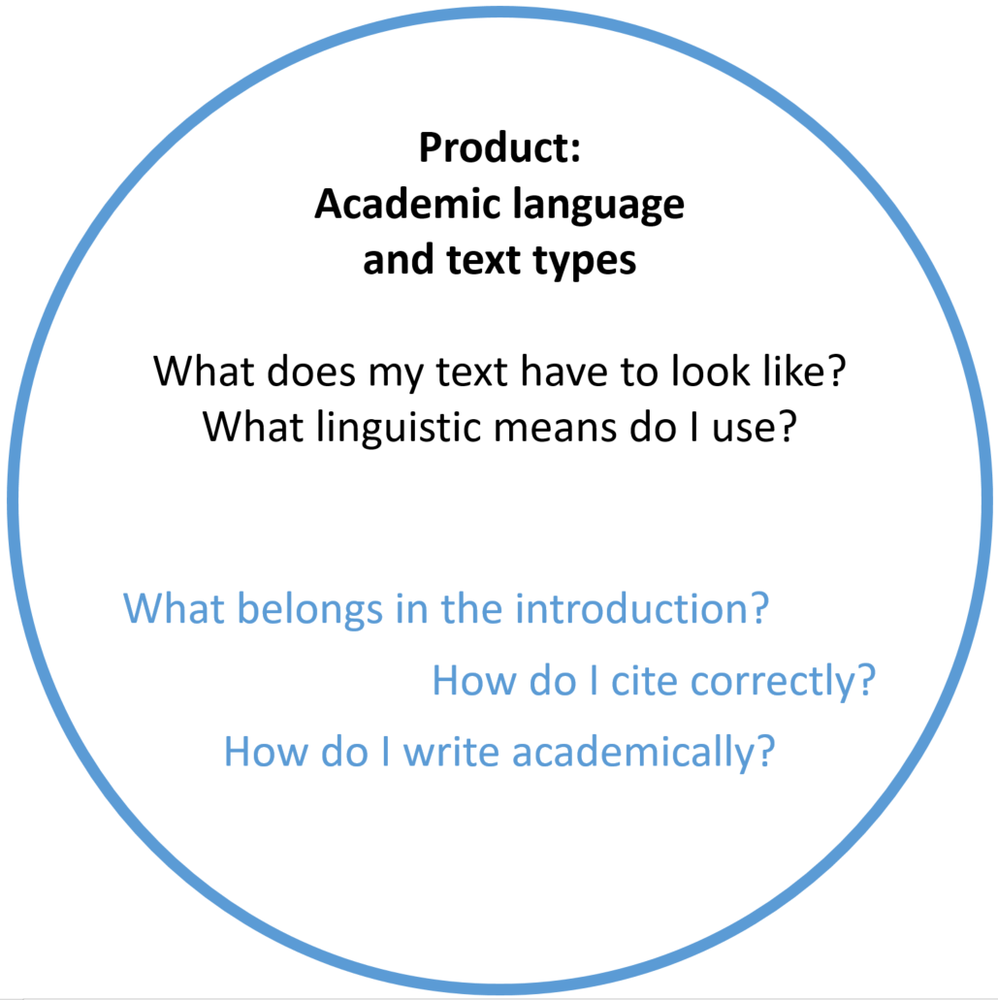 Product:
Academic language
and text types
What does my text have to look like?
What linguistic means do I use?
What belongs in the introduction?
How do I cite correctly?
How do I write academically?